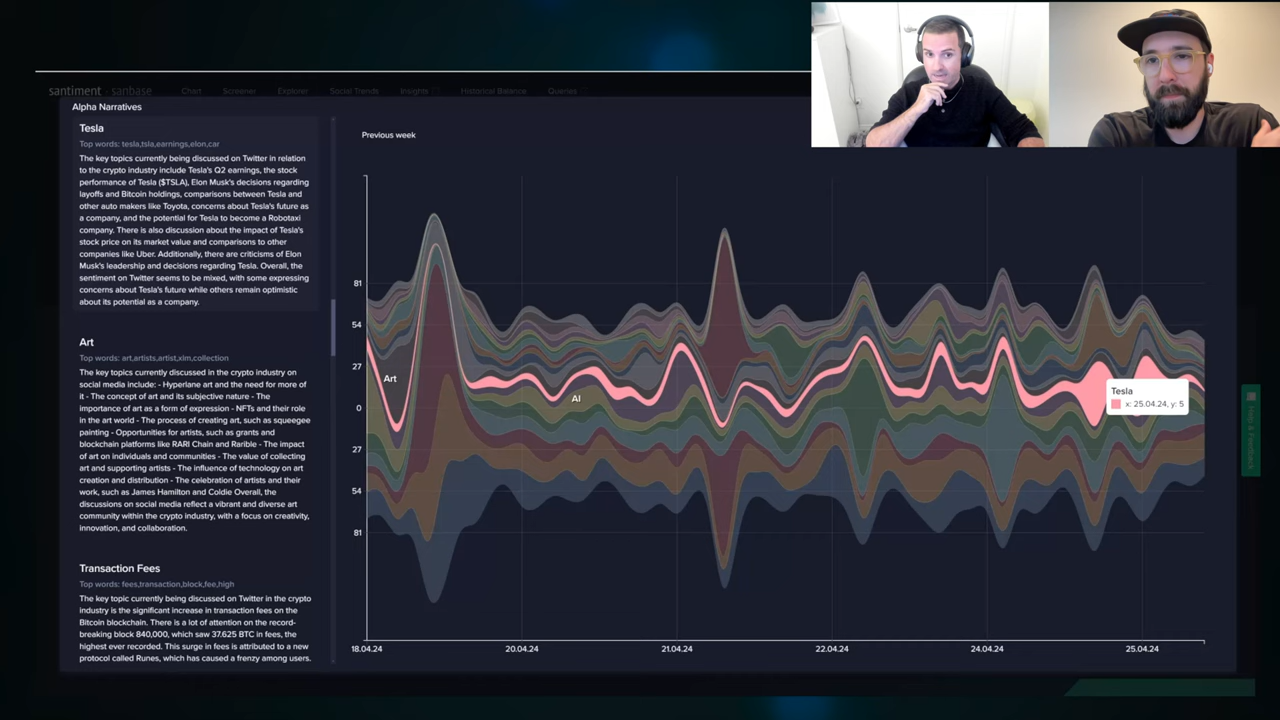 santiment · sanbase
Chart
Screener
Explorer
Social Trends
Insights
Historical Balance
Queries
Alpha Narratives
Tesla
Top words: tesla,tsla,earnings,elon,car
The key topics currently being discussed on Twitter in relation
to the crypto industry include Tesla's Q2 earnings, the stock
performance of Tesla ($TSLA), Elon Musk's decisions regarding
layoffs and Bitcoin holdings, comparisons between Tesla and
other auto makers like Toyota, concerns about Tesla's future as
a company, and the potential for Tesla to become a Robotaxi
company. There is also discussion about the impact of Tesla's
stock price on its market value and comparisons to other
companies like Uber. Additionally, there are criticisms of Elon
Musk's leadership and decisions regarding Tesla. Overall, the
sentiment on Twitter seems to be mixed, with some expressing
concerns about Tesla's future while others remain optimistic
about its potential as a company.
Art
Top words: art,artists,artist,xlm,collection
The key topics currently discussed in the crypto industry on
social media include: - Hyperlane art and the need for more of
it - The concept of art and its subjective nature - The
importance of art as a form of expression - NFTs and their role
in the art world - The process of creating art, such as squeegee
painting - Opportunities for artists, such as grants and
blockchain platforms like RARI Chain and Rarible - The impact
of art on individuals and communities - The value of collecting
art and supporting artists - The influence of technology on art
creation and distribution - The celebration of artists and their
work, such as James Hamilton and Coldie Overall, the
discussions on social media reflect a vibrant and diverse art
community within the crypto industry, with a focus on creativity,
innovation, and collaboration.
Transaction Fees
Top words: fees,transaction,block,fee,high
The key topic currently being discussed on Twitter in the crypto
industry is the significant increase in transaction fees on the
Bitcoin blockchain. There is a lot of attention on the record-
breaking block 840,000, which saw 37.625 BTC in fees, the
highest ever recorded. This surge in fees is attributed to a new
protocol called Runes, which has caused a frenzy among users.
Previous week
81
54
27
0
27
54
81
Art
AI
Tesla
x: 25.04.24, y: 5
18.04.24
20.04.24
21.04.24
22.04.24
24.04.24
25.04.24
Help & Feedback